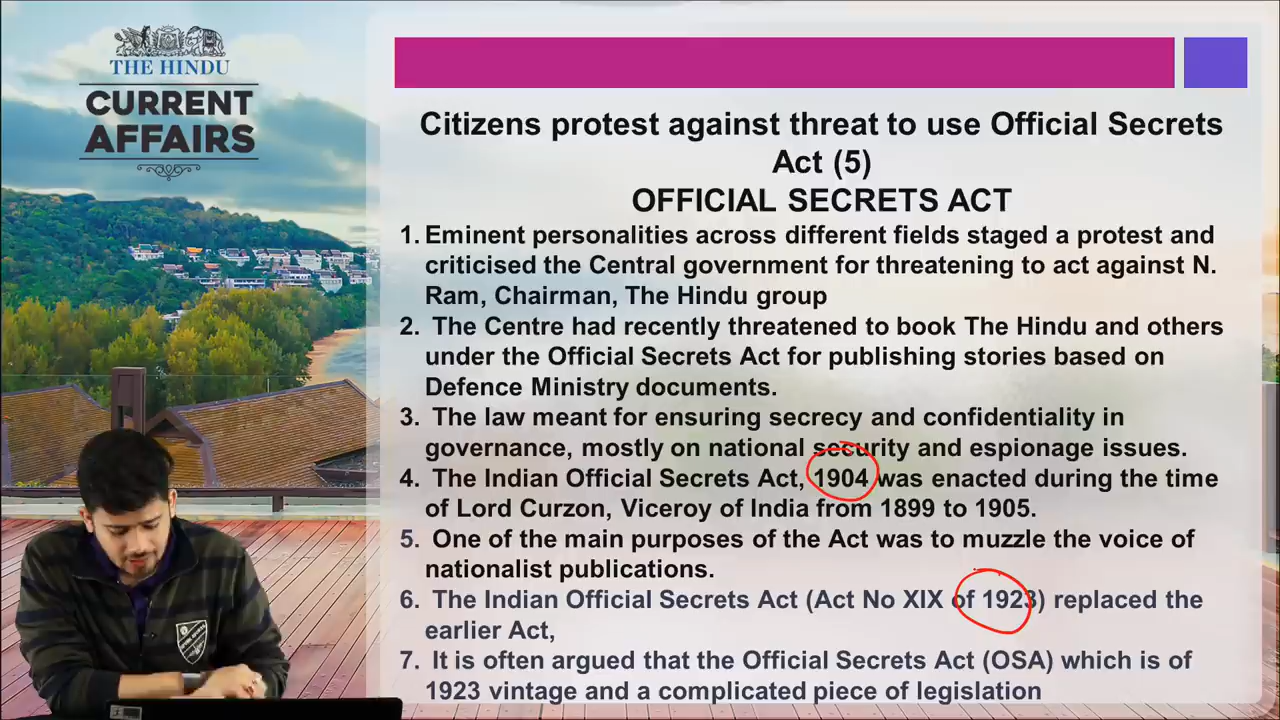 THE HINDU
CURRENT
AFFAIRS
Citizens protest against threat to use Official Secrets
Act (5)
OFFICIAL SECRETS ACT
1. Eminent personalities across different fields staged a protest and
criticised the Central government for threatening to act against N.
Ram, Chairman, The Hindu group
2. The Centre had recently threatened to book The Hindu and others
under the Official Secrets Act for publishing stories based on
Defence Ministry documents.
3. The law meant for ensuring secrecy and confidentiality in
governance, mostly on national security and espionage issues.
4. The Indian Official Secrets Act, 1904 was enacted during the time
of Lord Curzon, Viceroy of India from 1899 to 1905.
5. One of the main purposes of the Act was to muzzle the voice of
nationalist publications.
6. The Indian Official Secrets Act (Act No XIX of 1923) replaced the
earlier Act,
7. It is often argued that the Official Secrets Act (OSA) which is of
1923 vintage and a complicated piece of legislation